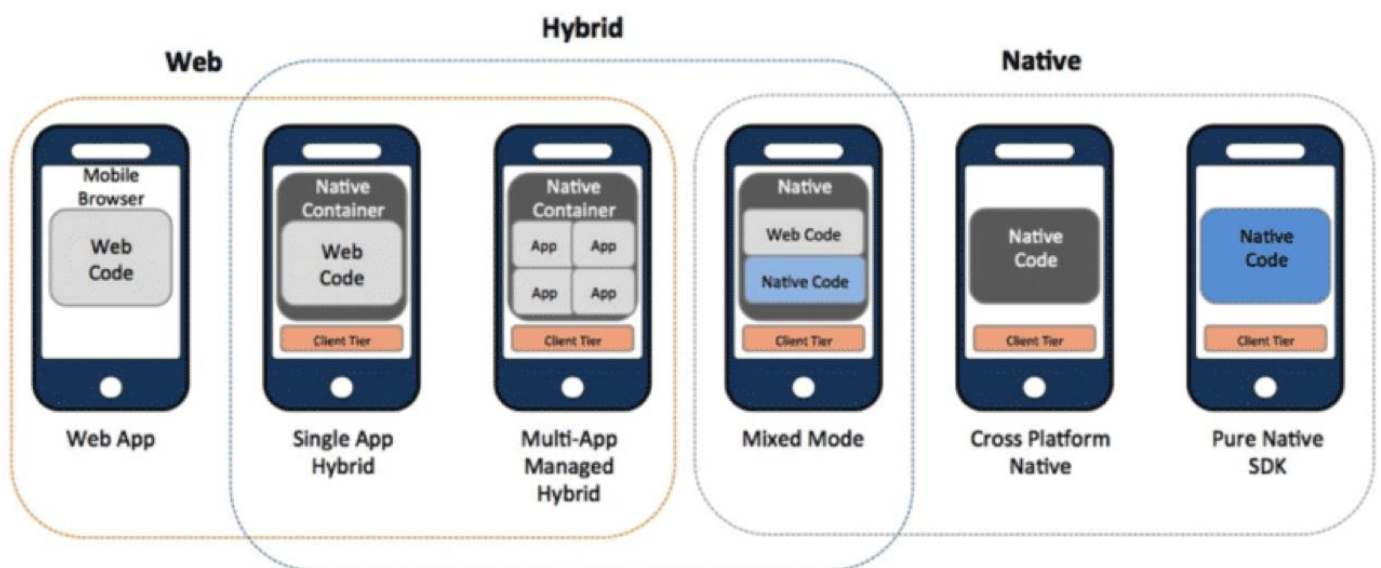 Hybrid
Web
Native
Mobile
Browser
Web
Code
Native
Container
Web
Code
Client Tier
Native
Container
App
App
App
App
Client Tier
Native
Web Code
Native Code
Client Tier
Native
Code
Client Tier
Native
Code
Client Tier
Web App
Single App
Hybrid
Multi-App
Managed
Hybrid
Mixed Mode
Cross Platform
Native
Pure Native
SDK